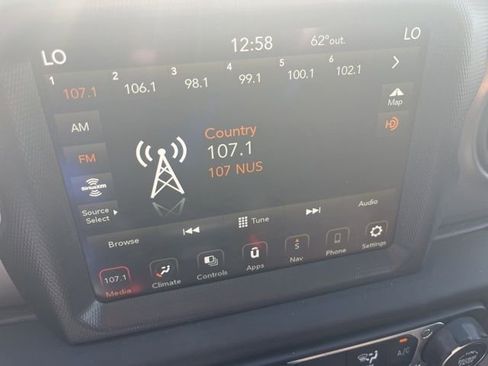 LO 12:58 62° out. LO
1 107.1 2 106.1 3 98.1 4 99.1 5 100.1 6 102.1
AM
Map
Country
FM
107.1
107 NUS
SiriusXM
Source Select
Browse Tune Audio
107.1
Media Climate Controls Apps Nav Phone Settings
S
A/C